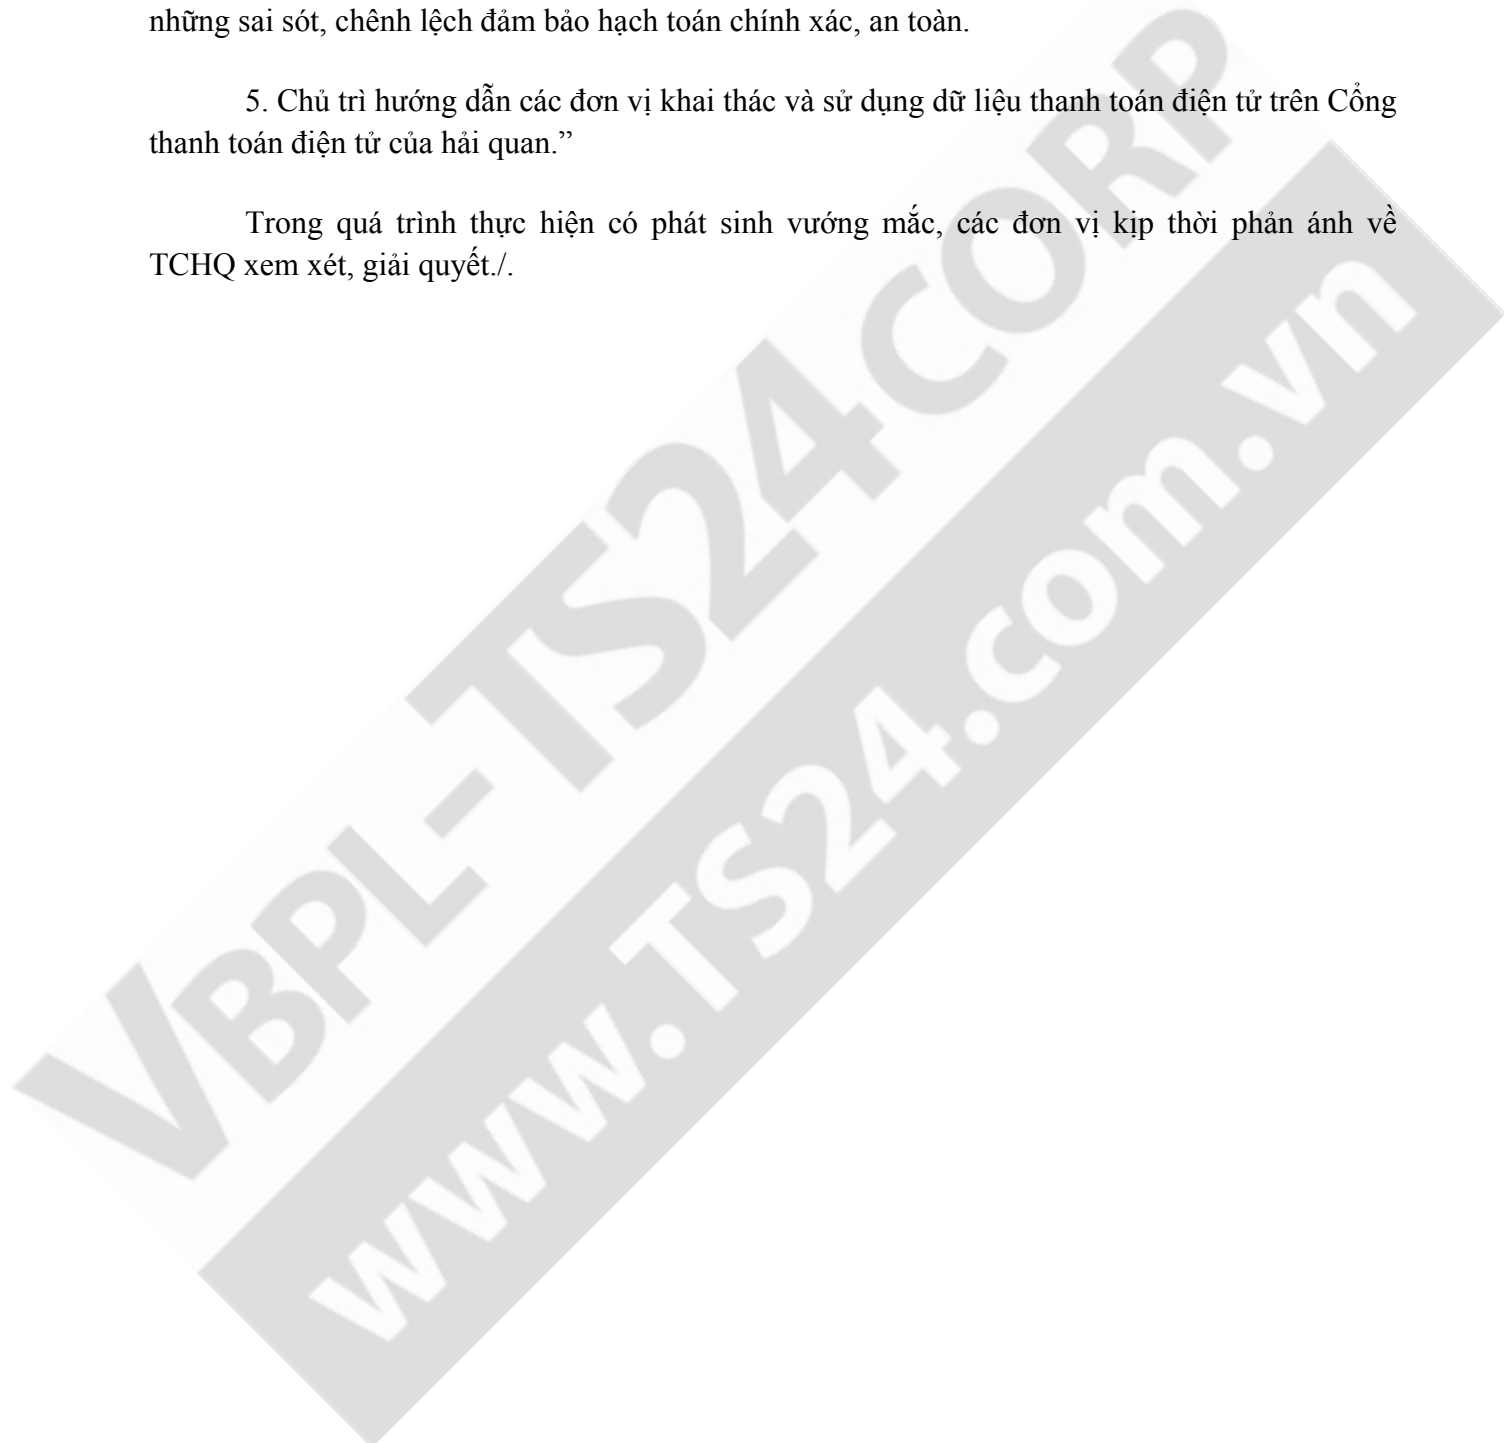 những sai sót, chênh lệch đảm bảo hạch toán chính xác, an toàn.
5. Chủ trì hướng dẫn các đơn vị khai thác và sử dụng dữ liệu thanh toán điện tử trên Cổng
thanh toán điện tử của hải quan.”
Trong quá trình thực hiện có phát sinh vướng mắc, các đơn vị kịp thời phản ánh về
TCHQ xem xét, giải quyết./.
VBPL-TS24CORP
www.TS24.com.vn